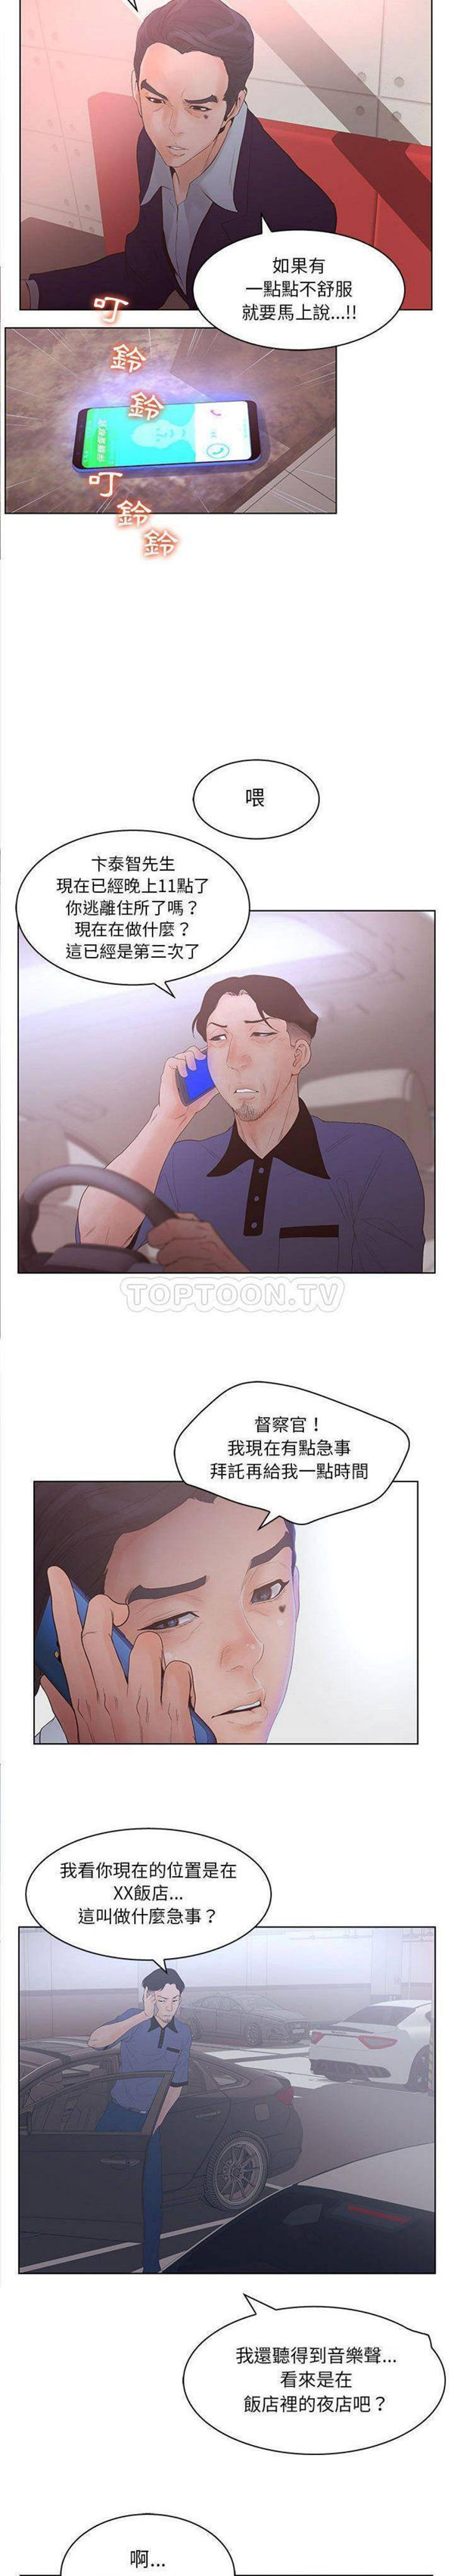 如果有
一點點不舒服
就要馬上說...!!
叮
鈴
鈴
叮
鈴
鈴
喂
卞泰智先生
現在已經晚上11點了
你逃離住所了嗎？
現在在做什麼？
這已經是第三次了
TOPTOON.TV
督察官！
我現在有點急事
拜託再給我一點時間
我看你現在的位置是在
XX飯店...
這叫做什麼急事？
我還聽得到音樂聲...
看來是在
飯店裡的夜店吧？
啊...